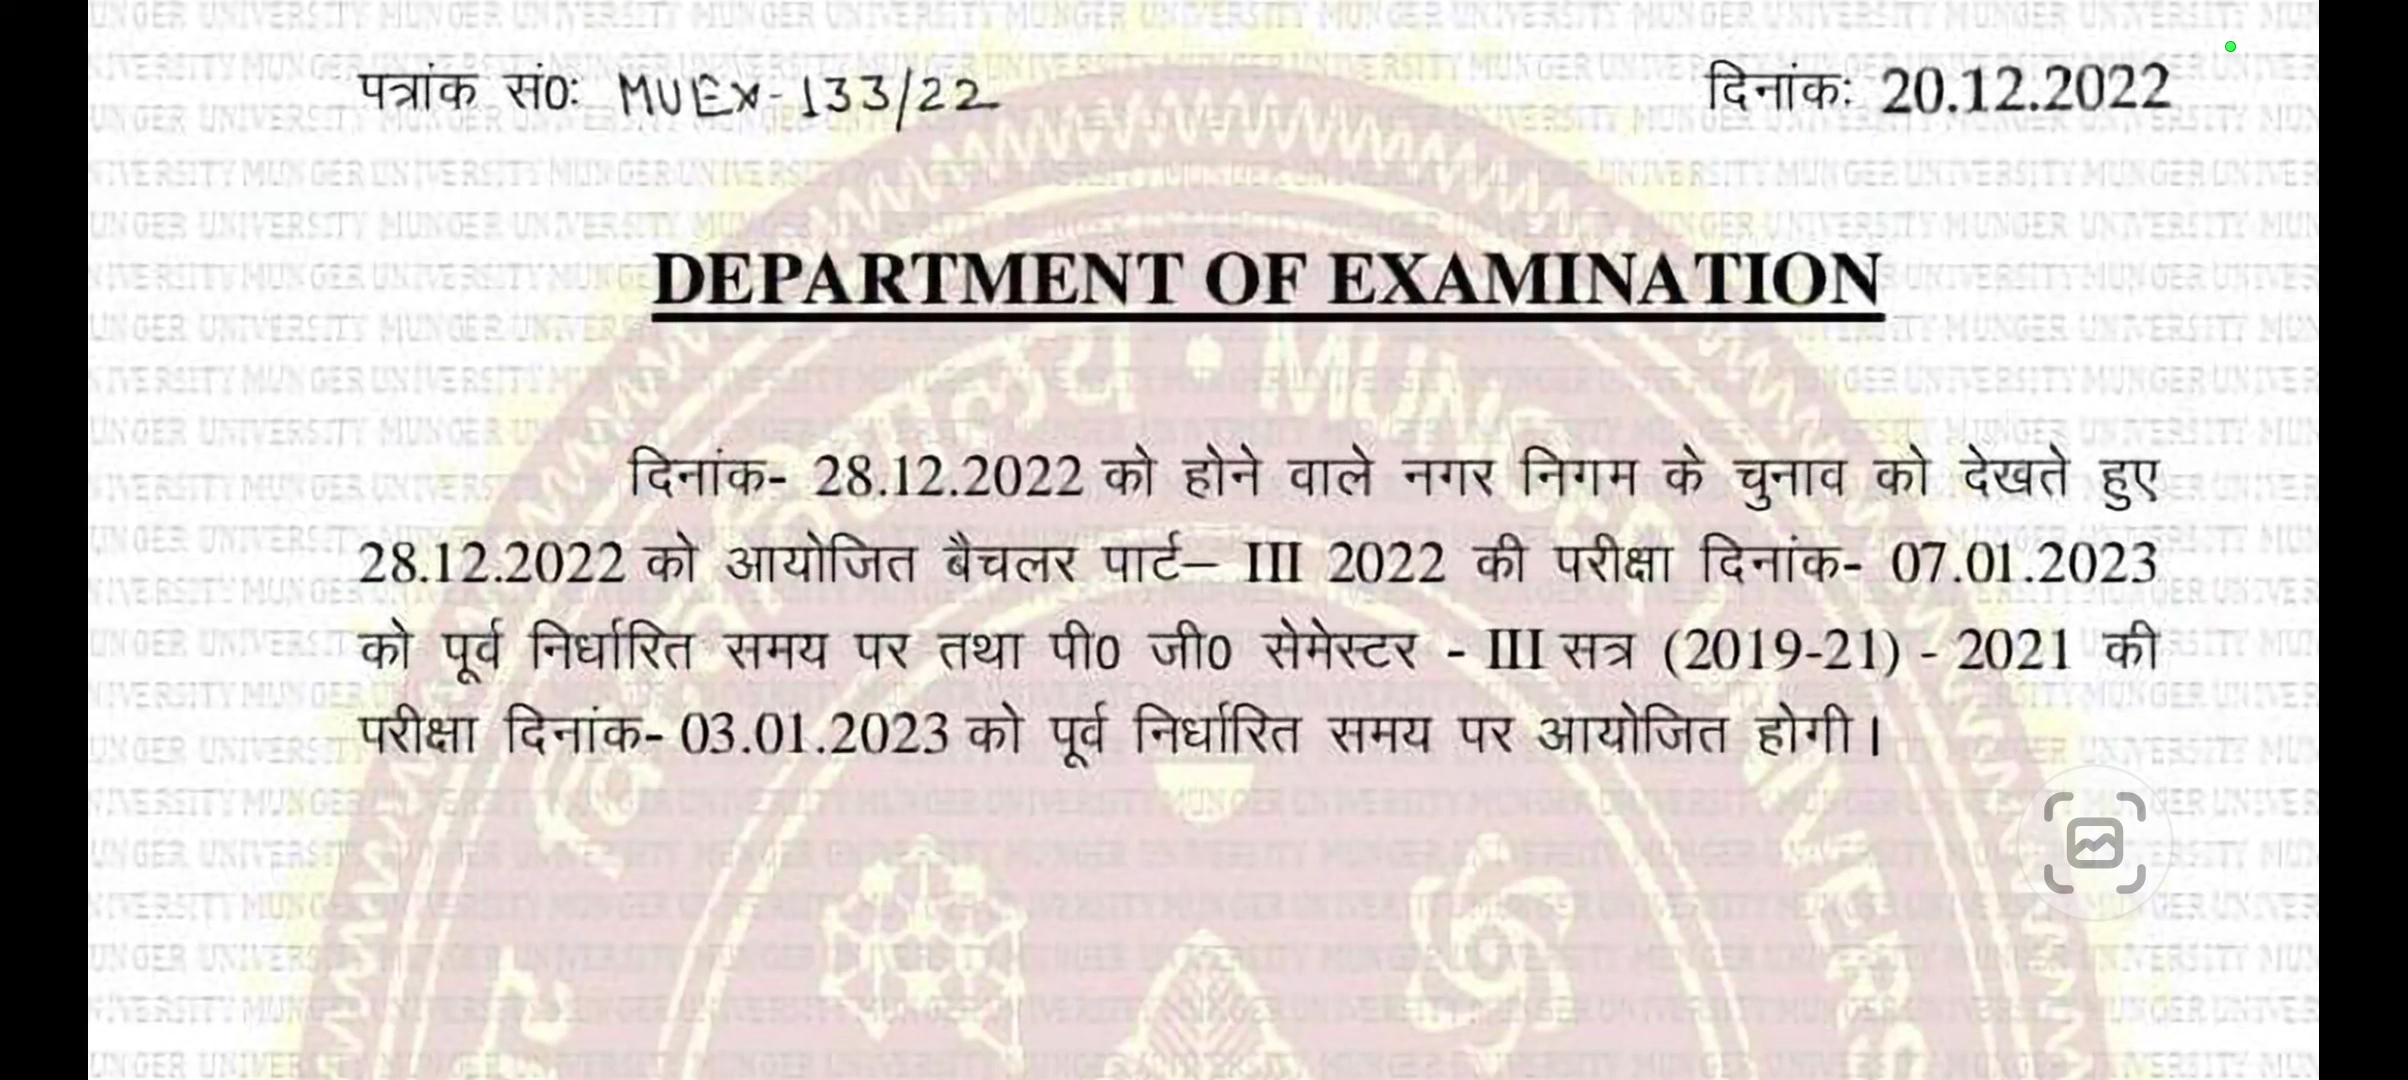 पत्रांक सं0: MUEX-133/22 दिनांक: 20.12.2022
DEPARTMENT OF EXAMINATION
दिनांक- 28.12.2022 को होने वाले नगर निगम के चुनाव को देखते हुए
28.12.2022 को आयोजित बैचलर पार्ट– III 2022 की परीक्षा दिनांक- 07.01.2023
को पूर्व निर्धारित समय पर तथा पी0 जी0 सेमेस्टर - III सत्र (2019-21) - 2021 की
परीक्षा दिनांक- 03.01.2023 को पूर्व निर्धारित समय पर आयोजित होगी।